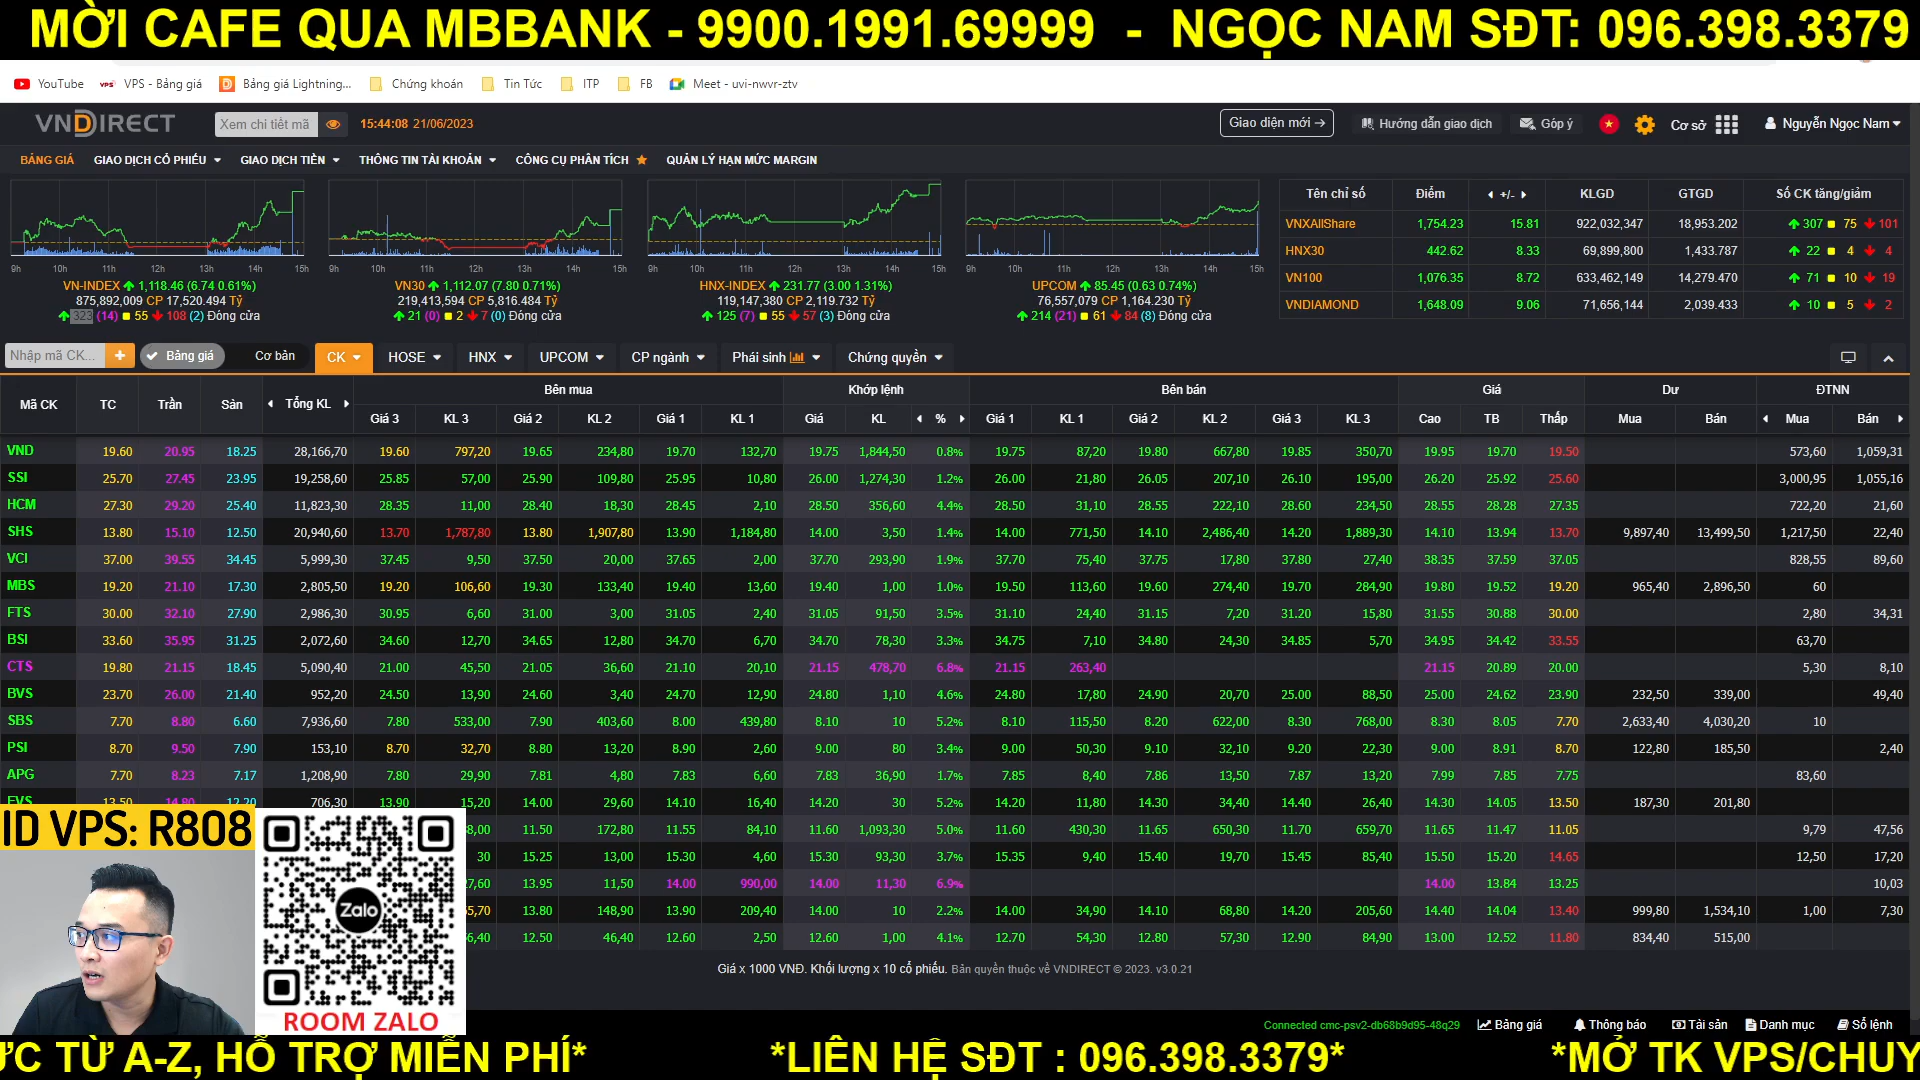 MỜI CAFE QUA MBBANK - 9900.1991.69999 - NGỌC NAM SĐT: 096.398.3379
YouTube VPS - Bảng giá Bảng giá Lightning... Chứng khoán Tin Tức ITP FB Meet - uvi-nwvr-ztv
VNDIRECT Xem chi tiết mã 15:44:08 21/06/2023 Giao diện mới → Hướng dẫn giao dịch Góp ý Cơ sở Nguyễn Ngọc Nam
BẢNG GIÁ GIAO DỊCH CỔ PHIẾU GIAO DỊCH TIỀN THÔNG TIN TÀI KHOẢN CÔNG CỤ PHÂN TÍCH QUẢN LÝ HẠN MỨC MARGIN
9h 10h 11h 12h 13h 14h 15h
VN-INDEX 1,118.46 (6.74 0.61%)
875,892,009 CP 17,520.494 Tỷ
323 (14) 55 108 (2) Đóng cửa
9h 10h 11h 12h 13h 14h 15h
VN30 1,112.07 (7.80 0.71%)
219,413,594 CP 5,816.484 Tỷ
21 (0) 2 7 (0) Đóng cửa
9h 10h 11h 12h 13h 14h 15h
HNX-INDEX 231.77 (3.00 1.31%)
119,147,380 CP 2,119.732 Tỷ
125 (7) 55 57 (3) Đóng cửa
9h 10h 11h 12h 13h 14h 15h
UPCOM 85.45 (0.63 0.74%)
76,557,079 CP 1,164.230 Tỷ
214 (21) 61 84 (8) Đóng cửa
Tên chỉ số Điểm +/- KLGD GTGD Số CK tăng/giảm
VNXAllShare 1,754.23 15.81 922,032,347 18,953.202 307 75 101
HNX30 442.62 8.33 69,899,800 1,433.787 22 4 4
VN100 1,076.35 8.72 633,462,149 14,279.470 71 10 19
VNDIAMOND 1,648.09 9.06 71,656,144 2,039.433 10 5 2
Nhập mã CK... + Bảng giá Cơ bản CK HOSE HNX UPCOM CP ngành Phái sinh Chứng quyền
Mã CK TC Trần Sàn Tổng KL Bên mua Khớp lệnh Bên bán Giá Dư ĐTNN
Giá 3 KL 3 Giá 2 KL 2 Giá 1 KL 1 Giá KL % Giá 1 KL 1 Giá 2 KL 2 Giá 3 KL 3 Cao TB Thấp Mua Bán Mua Bán
VND 19.60 20.95 18.25 28,166,70 19.60 797,20 19.65 234,80 19.70 132,70 19.75 1,844,50 0.8% 19.75 87,20 19.80 667,80 19.85 350,70 19.95 19.70 19.50 573,60 1,059,31
SSI 25.70 27.45 23.95 19,258,60 25.85 57,00 25.90 109,80 25.95 10,80 26.00 1,274,30 1.2% 26.00 21,80 26.05 207,10 26.10 195,00 26.20 25.92 25.60 3,000,95 1,055,16
HCM 27.30 29.20 25.40 11,823,30 28.35 11,00 28.40 18,30 28.45 2,10 28.50 356,60 4.4% 28.50 31,10 28.55 222,10 28.60 234,50 28.55 28.28 27.35 722,20 21,60
SHS 13.80 15.10 12.50 20,940,60 13.70 1,787,80 13.80 1,907,80 13.90 1,184,80 14.00 3,50 1.4% 14.00 771,50 14.10 2,486,40 14.20 1,889,30 14.10 13.94 13.70 9,897,40 13,499,50 1,217,50 22,40
VCI 37.00 39.55 34.45 5,999,30 37.45 9,50 37.50 20,00 37.65 2,00 37.70 293,90 1.9% 37.70 75,40 37.75 17,80 37.80 27,40 38.35 37.59 37.05 828,55 89,60
MBS 19.20 21.10 17.30 2,805,50 19.20 106,60 19.30 133,40 19.40 13,60 19.40 1,00 1.0% 19.50 113,60 19.60 274,40 19.70 284,90 19.80 19.52 19.20 965,40 2,896,50 60
FTS 30.00 32.10 27.90 2,986,30 30.95 6,60 31.00 3,00 31.05 2,40 31.05 91,50 3.5% 31.10 24,40 31.15 7,20 31.20 15,80 31.55 30.88 30.00 2,80 34,31
BSI 33.60 35.95 31.25 2,072,60 34.60 12,70 34.65 12,80 34.70 6,70 34.70 78,30 3.3% 34.75 7,10 34.80 24,30 34.85 5,70 34.95 34.42 33.55 63,70
CTS 19.80 21.15 18.45 5,090,40 21.00 45,50 21.05 36,60 21.10 20,10 21.15 478,70 6.8% 21.15 263,40 21.15 20.89 20.00 5,30 8,10
BVS 23.70 26.00 21.40 952,20 24.50 13,90 24.60 3,40 24.70 12,90 24.80 1,10 4.6% 24.80 17,80 24.90 20,70 25.00 88,50 25.00 24.62 23.90 232,50 339,00 49,40
SBS 7.70 8.80 6.60 7,936,60 7.80 533,00 7.90 403,60 8.00 439,80 8.10 10 5.2% 8.10 115,50 8.20 622,00 8.30 768,00 8.30 8.05 7.70 2,633,40 4,030,20 10
PSI 8.70 9.50 7.90 153,10 8.70 32,70 8.80 13,20 8.90 2,60 9.00 80 3.4% 9.00 50,30 9.10 32,10 9.20 22,30 9.00 8.91 8.70 122,80 185,50 2,40
APG 7.70 8.23 7.17 1,208,90 7.80 29,90 7.81 4,80 7.83 6,60 7.83 36,90 1.7% 7.85 8,40 7.86 13,50 7.87 13,20 7.99 7.85 7.75 83,60
EVS 13.50 14.80 12.20 706,30 13.90 15,20 14.00 29,60 14.10 16,40 14.20 30 5.2% 14.20 11,80 14.30 34,40 14.40 26,40 14.30 14.05 13.50 187,30 201,80
8,00 11.50 172,80 11.55 84,10 11.60 1,093,30 5.0% 11.60 430,30 11.65 650,30 11.70 659,70 11.65 11.47 11.05 9,79 47,56
30 15.25 13,00 15.30 4,60 15.30 93,30 3.7% 15.35 9,40 15.40 19,70 15.45 85,40 15.50 15.20 14.65 12,50 17,20
7,60 13.95 11,50 14.00 990,00 14.00 11,30 6.9% 14.00 13.84 13.25 10,03
5,70 13.80 148,90 13.90 209,40 14.00 10 2.2% 14.00 34,90 14.10 68,80 14.20 205,60 14.40 14.04 13.40 999,80 1,534,10 1,00 7,30
6,40 12.50 46,40 12.60 2,50 12.60 1,00 4.1% 12.70 54,30 12.80 57,30 12.90 84,90 13.00 12.52 11.80 834,40 515,00
ID VPS: R808
Zalo
ROOM ZALO
Giá x 1000 VNĐ. Khối lượng x 10 cổ phiếu. Bản quyền thuộc về VNDIRECT © 2023. v3.0.21
Connected cmc-psv2-db68b9d95-48q29 Bảng giá Thông báo Tài sản Danh mục Sổ lệnh
ỨC TỪ A-Z, HỖ TRỢ MIỄN PHÍ* *LIÊN HỆ SĐT : 096.398.3379* *MỞ TK VPS/CHUY